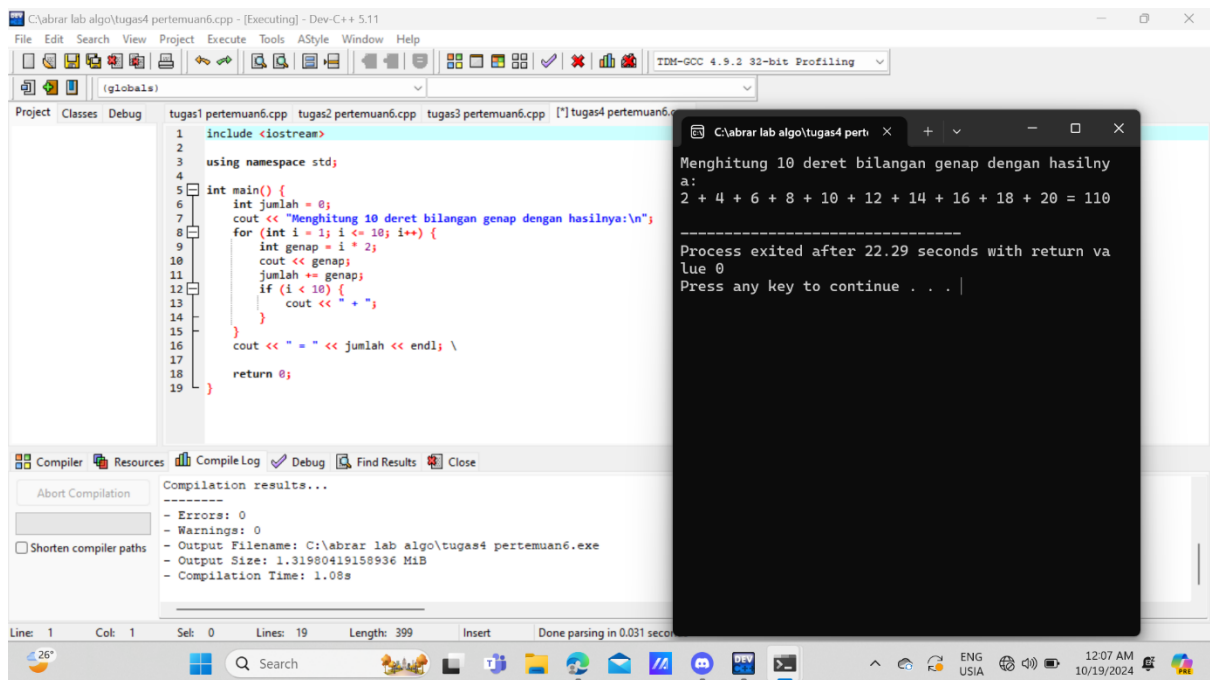 C:\abrar lab algo\tugas4 pertemuan6.cpp - [Executing] - Dev-C++ 5.11
File Edit Search View Project Execute Tools AStyle Window Help
TDM-GCC 4.9.2 32-bit Profiling
(globals)
Project Classes Debug
tugas1 pertemuan6.cpp tugas2 pertemuan6.cpp tugas3 pertemuan6.cpp [*] tugas4 pertemuan6.c
1 include <iostream>
2
3 using namespace std;
4
5 int main() {
6 int jumlah = 0;
7 cout << "Menghitung 10 deret bilangan genap dengan hasilnya:\n";
8 for (int i = 1; i <= 10; i++) {
9 int genap = i * 2;
10 cout << genap;
11 jumlah += genap;
12 if (i < 10) {
13 cout << " + ";
14 }
15 }
16 cout << " = " << jumlah << endl; \
17
18 return 0;
19 }
C:\abrar lab algo\tugas4 pert
Menghitung 10 deret bilangan genap dengan hasilny
a:
2 + 4 + 6 + 8 + 10 + 12 + 14 + 16 + 18 + 20 = 110
--------------------------------
Process exited after 22.29 seconds with return va
lue 0
Press any key to continue . . .
Compiler Resources Compile Log Debug Find Results Close
Abort Compilation
Shorten compiler paths
Compilation results...
--------
- Errors: 0
- Warnings: 0
- Output Filename: C:\abrar lab algo\tugas4 pertemuan6.exe
- Output Size: 1.31980419158936 MiB
- Compilation Time: 1.08s
Line: 1 Col: 1 Sel: 0 Lines: 19 Length: 399 Insert Done parsing in 0.031 secon
26°
Search
DEV
ENG
USIA
12:07 AM
10/19/2024
PRE